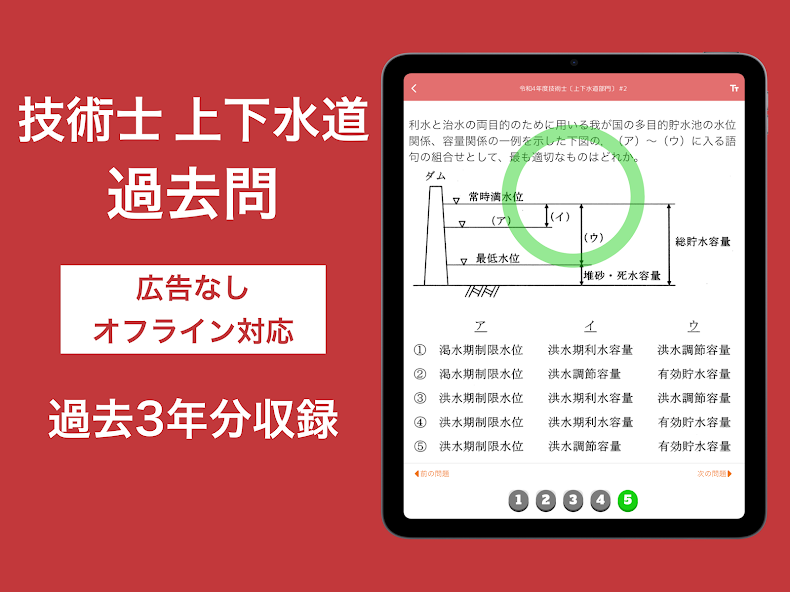 技術士 上下水道
過去問
広告なし
オフライン対応
過去3年分収録
令和4年度技術士〔上下水道部門〕 #2
TT
利水と治水の両目的のために用いる我が国の多目的貯水池の水位
関係、容量関係の一例を示した下図の、（ア）～（ウ）に入る語
句の組合せとして、最も適切なものはどれか。
ダム
常時満水位
（ア）
（イ）
（ウ）
総貯水容量
最低水位
堆砂・死水容量
ア イ ウ
① 渇水期制限水位 洪水期利水容量 洪水調節容量
② 渇水期制限水位 洪水調節容量 有効貯水容量
③ 洪水期制限水位 洪水期利水容量 洪水調節容量
④ 洪水期制限水位 洪水期利水容量 有効貯水容量
⑤ 洪水期制限水位 洪水調節容量 有効貯水容量
前の問題 次の問題
1 2 3 4 5